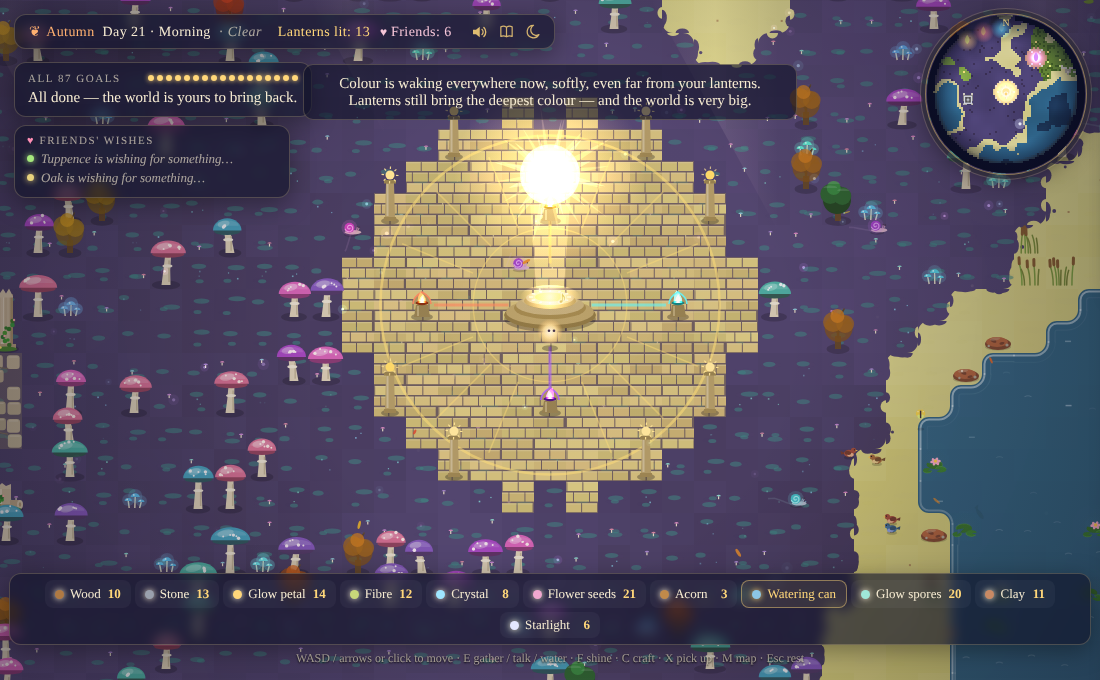 Autumn Day 21 · Morning · Clear Lanterns lit: 13 ♥ Friends: 6
ALL 87 GOALS
All done — the world is yours to bring back.
Colour is waking everywhere now, softly, even far from your lanterns.
Lanterns still bring the deepest colour — and the world is very big.
N
♥ FRIENDS' WISHES
Tuppence is wishing for something…
Oak is wishing for something…
Wood 10 Stone 13 Glow petal 14 Fibre 12 Crystal 8 Flower seeds 21 Acorn 3 Watering can Glow spores 20 Clay 11
Starlight 6
WASD / arrows or click to move · E gather / talk / water · F shine · C craft · X pick up · M map · Esc rest